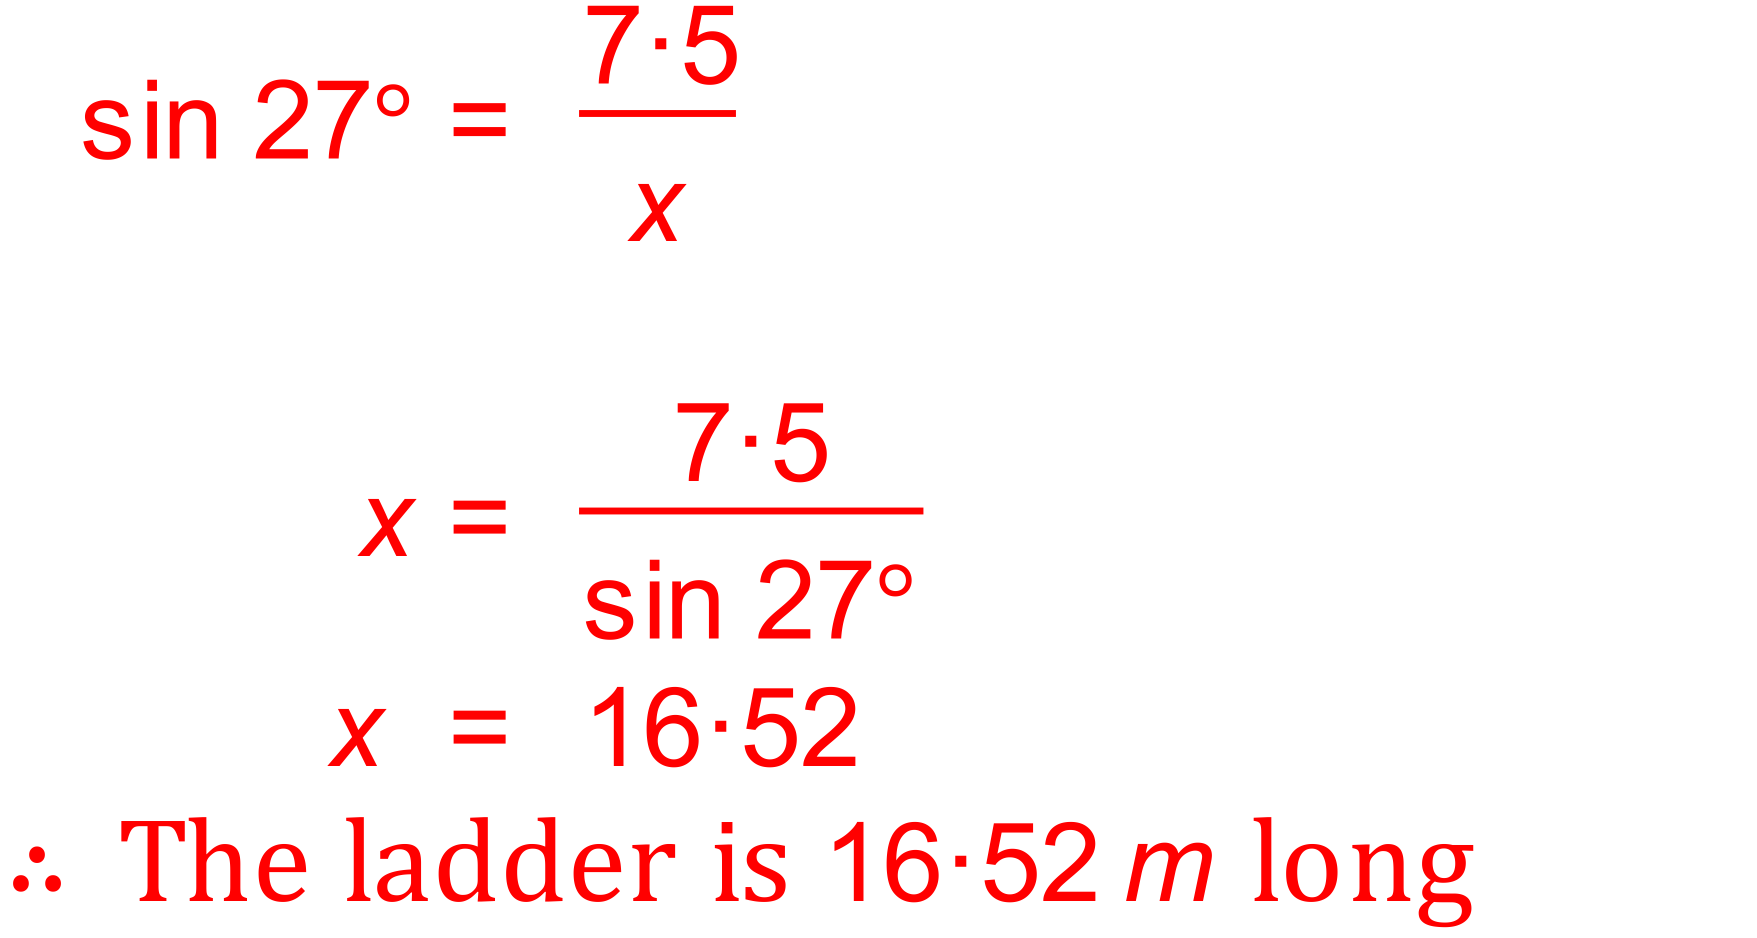 sin 27° = 7·5
x
x = 7·5
sin 27°
x = 16·52
∴ The ladder is 16·52 m long